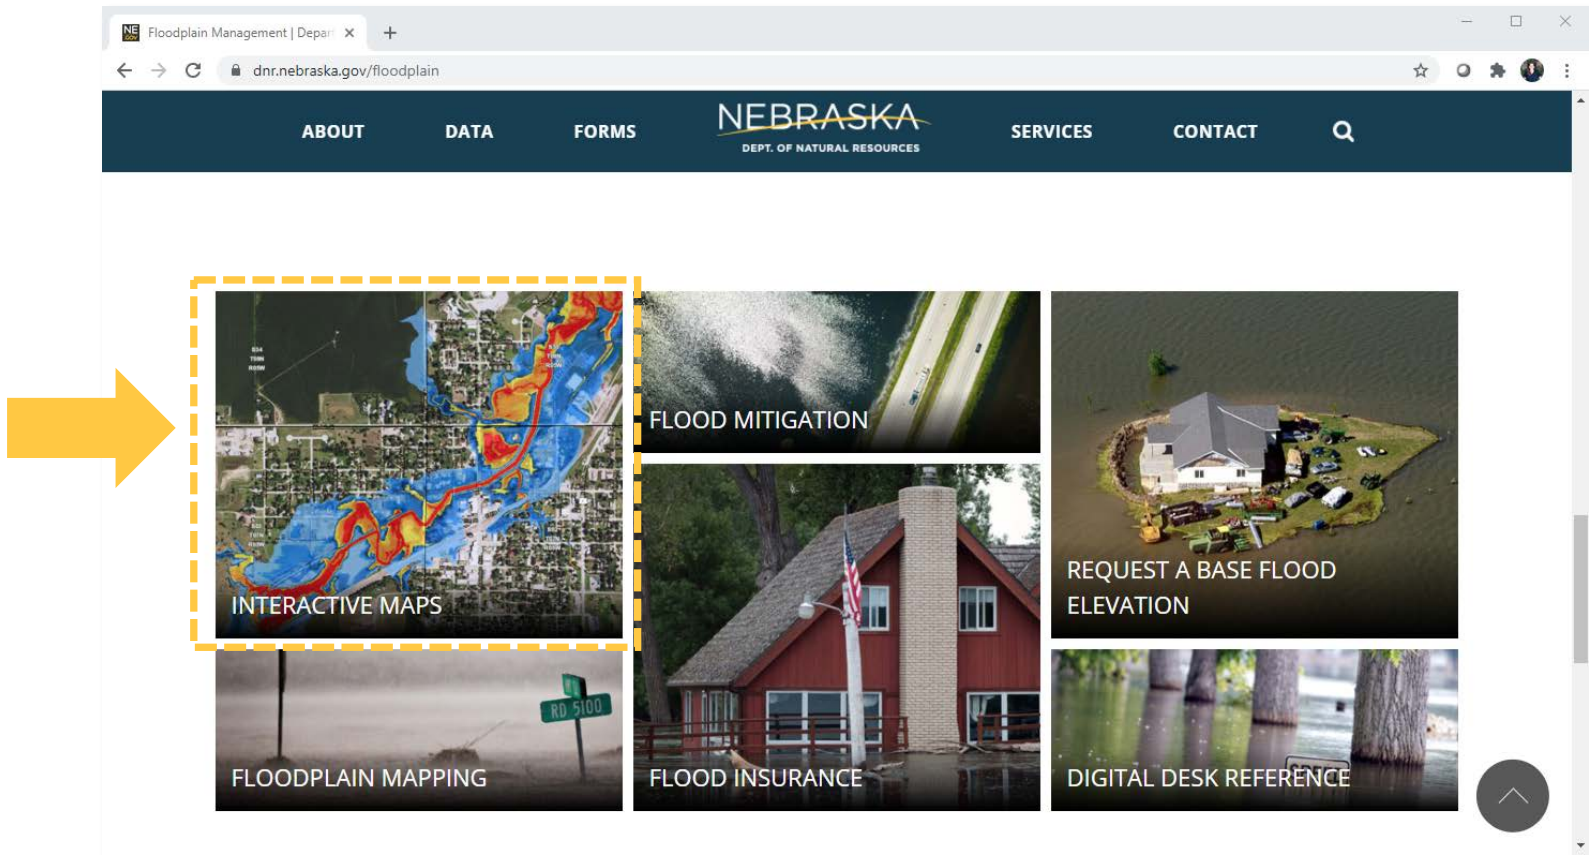 Floodplain Management | Depar
dnr.nebraska.gov/floodplain
ABOUT
DATA
FORMS
NEBRASKA
DEPT. OF NATURAL RESOURCES
SERVICES
CONTACT
INTERACTIVE MAPS
FLOOD MITIGATION
REQUEST A BASE FLOOD
ELEVATION
RD 5100
FLOODPLAIN MAPPING
FLOOD INSURANCE
DIGITAL DESK REFERENCE